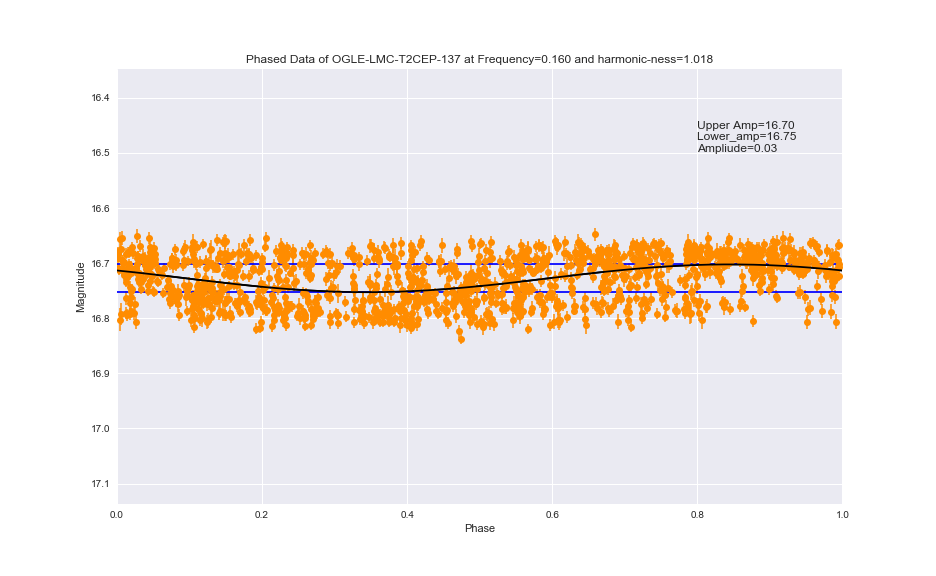 Phased Data of OGLE-LMC-T2CEP-137 at Frequency=0.160 and harmonic-ness=1.018
16.4
16.5
16.6
16.7
16.8
16.9
17.0
17.1
Magnitude
Upper Amp=16.70
Lower_amp=16.75
Ampliude=0.03
0.0
0.2
0.4
0.6
0.8
1.0
Phase